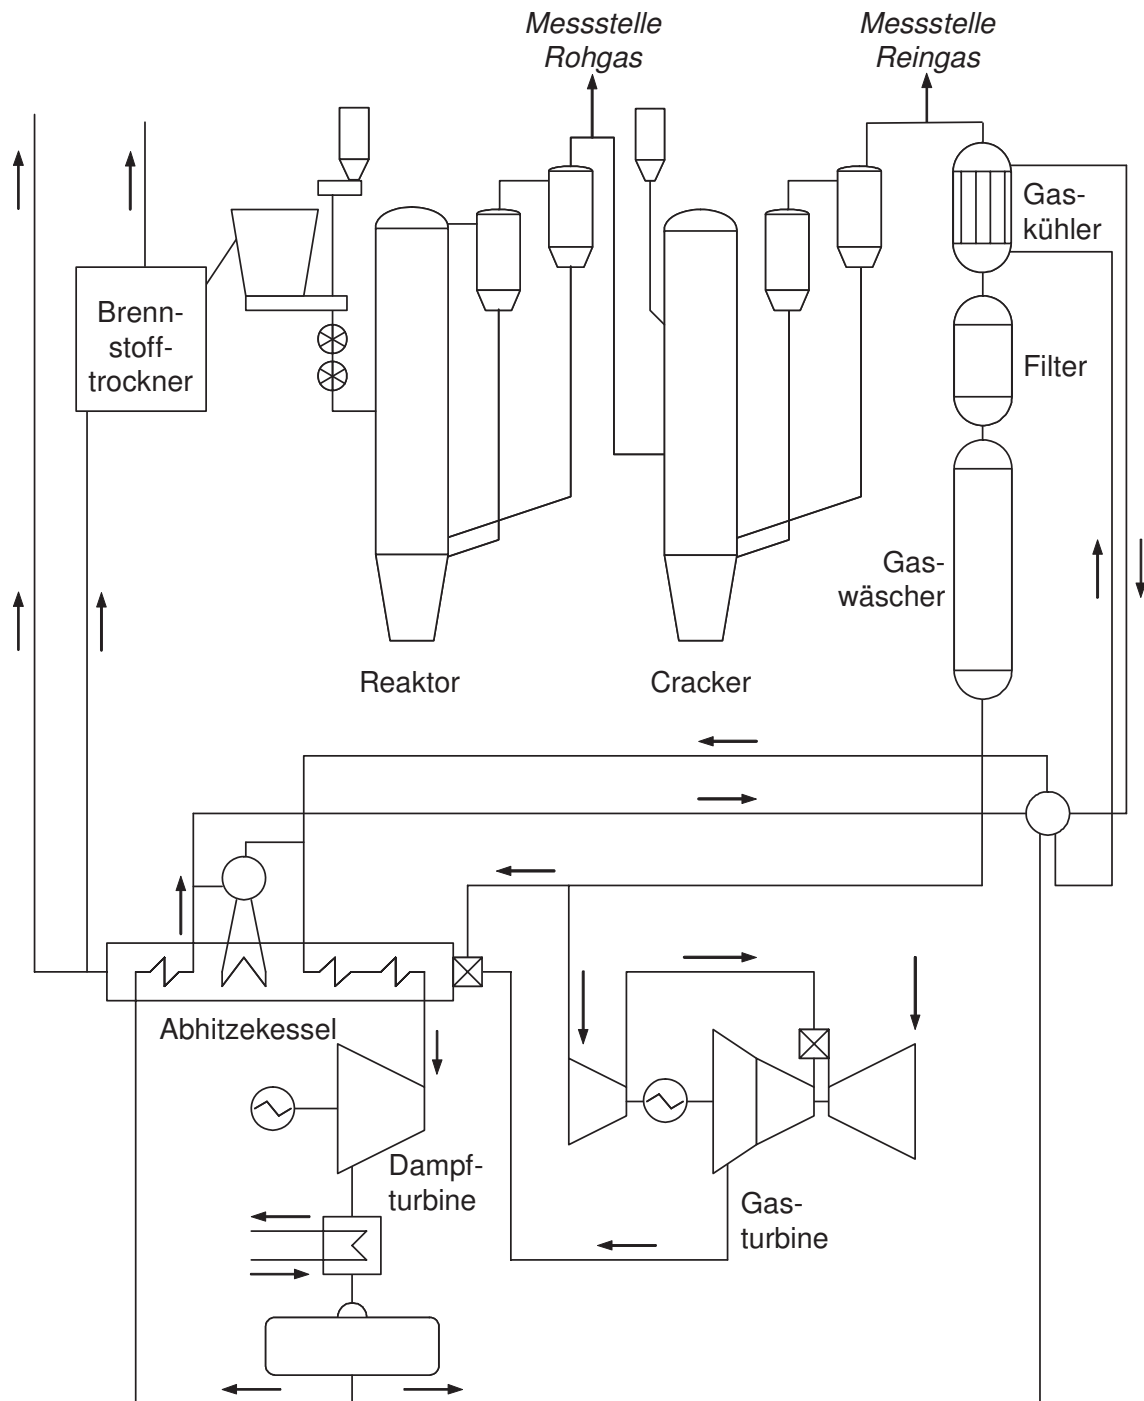 Messstelle
Rohgas
Messstelle
Reingas
Gas-
kühler
Brenn-
stoff-
trockner
Filter
Gas-
wäscher
Reaktor
Cracker
Abhitzekessel
Dampf-
turbine
Gas-
turbine